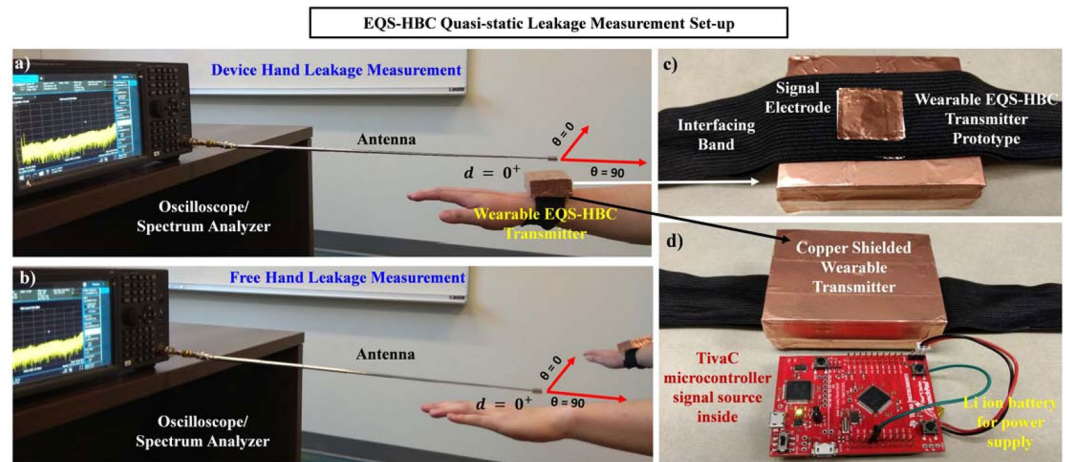 EQS-HBC Quasi-static Leakage Measurement Set-up
a)
Device Hand Leakage Measurement
Antenna
θ = 0
d = 0⁺
θ = 90
Wearable EQS-HBC
Transmitter
Oscilloscope/
Spectrum Analyzer
b)
Free Hand Leakage Measurement
Antenna
θ = 0
d = 0⁺
θ = 90
Oscilloscope/
Spectrum Analyzer
c)
Signal
Electrode
Interfacing
Band
Wearable EQS-HBC
Transmitter
Prototype
d)
Copper Shielded
Wearable
Transmitter
TivaC
microcontroller
signal source
inside
Li ion battery
for power
supply